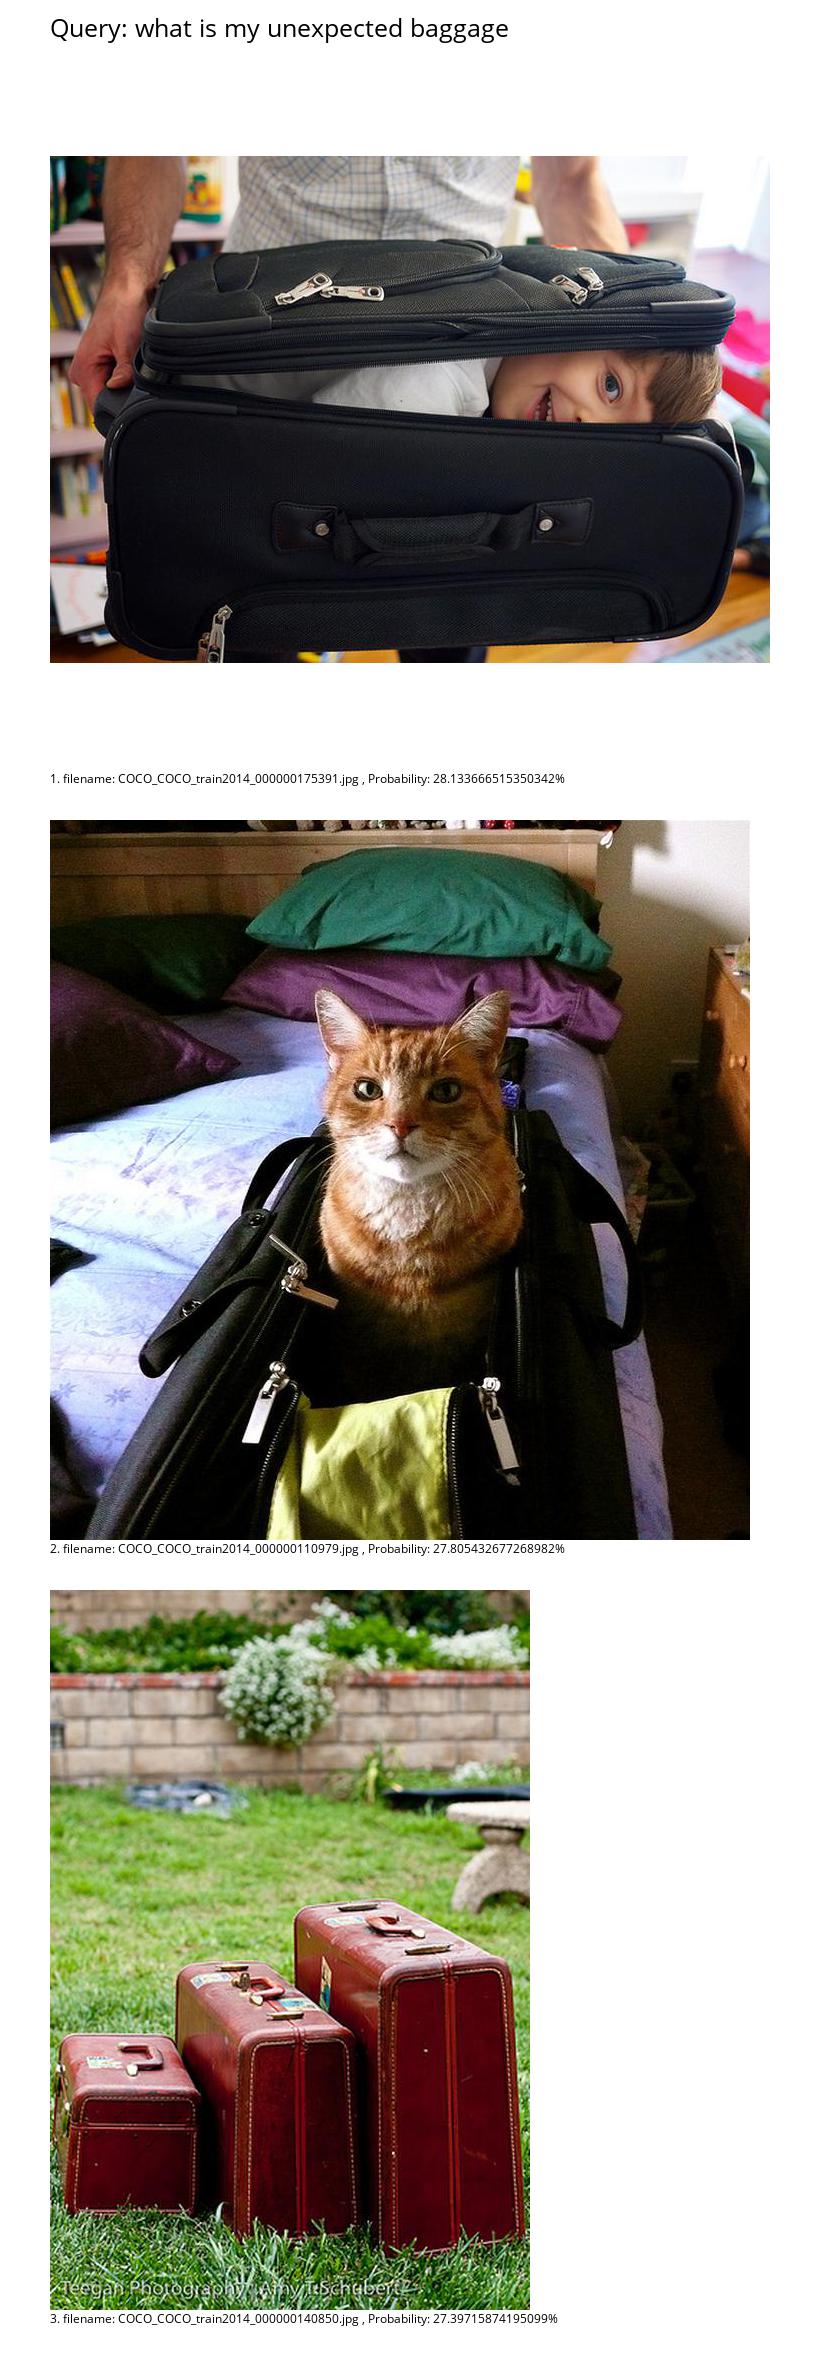 Query: what is my unexpected baggage
1. filename: COCO_COCO_train2014_000000175391.jpg , Probability: 28.133666515350342%
2. filename: COCO_COCO_train2014_000000110979.jpg , Probability: 27.805432677268982%
Teegan Photography Amy T.Schubert
3. filename: COCO_COCO_train2014_000000140850.jpg , Probability: 27.39715874195099%